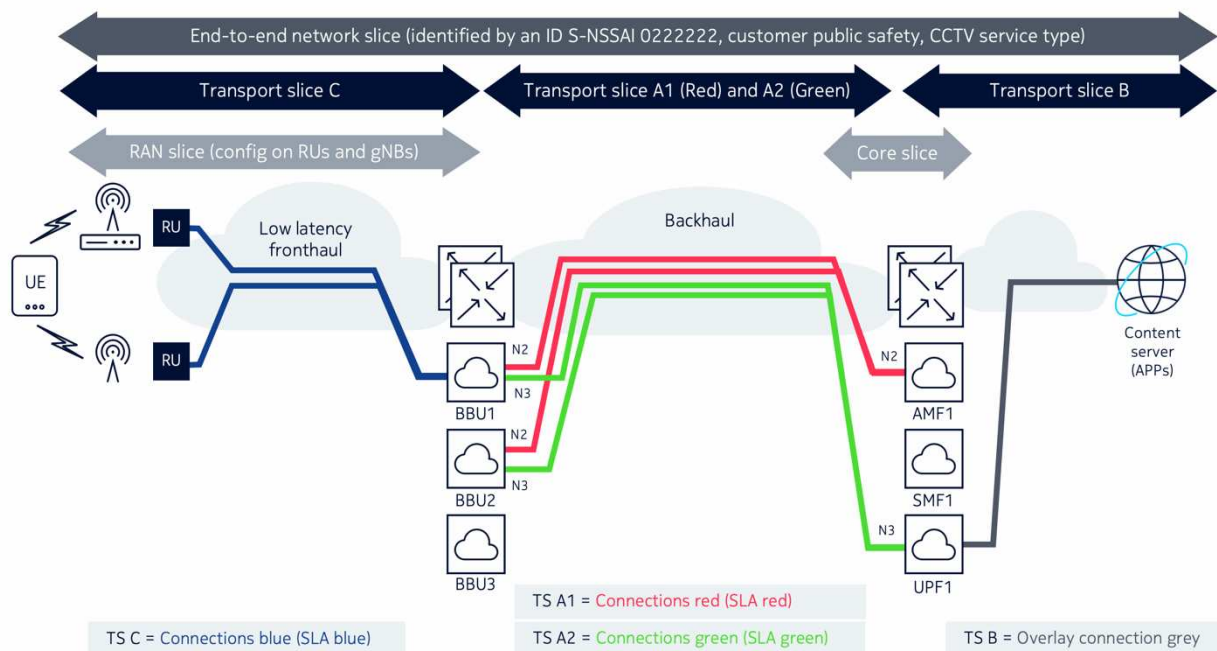 End-to-end network slice (identified by an ID S-NSSAI 0222222, customer public safety, CCTV service type)
Transport slice C
Transport slice A1 (Red) and A2 (Green)
Transport slice B
RAN slice (config on RUs and gNBs)
Core slice
RU
Low latency
fronthaul
Backhaul
UE
RU
N2
N3
BBU1
N2
N3
BBU2
BBU3
N2
AMF1
SMF1
N3
UPF1
Content
server
(APPs)
TS A1 = Connections red (SLA red)
TS C = Connections blue (SLA blue)
TS A2 = Connections green (SLA green)
TS B = Overlay connection grey